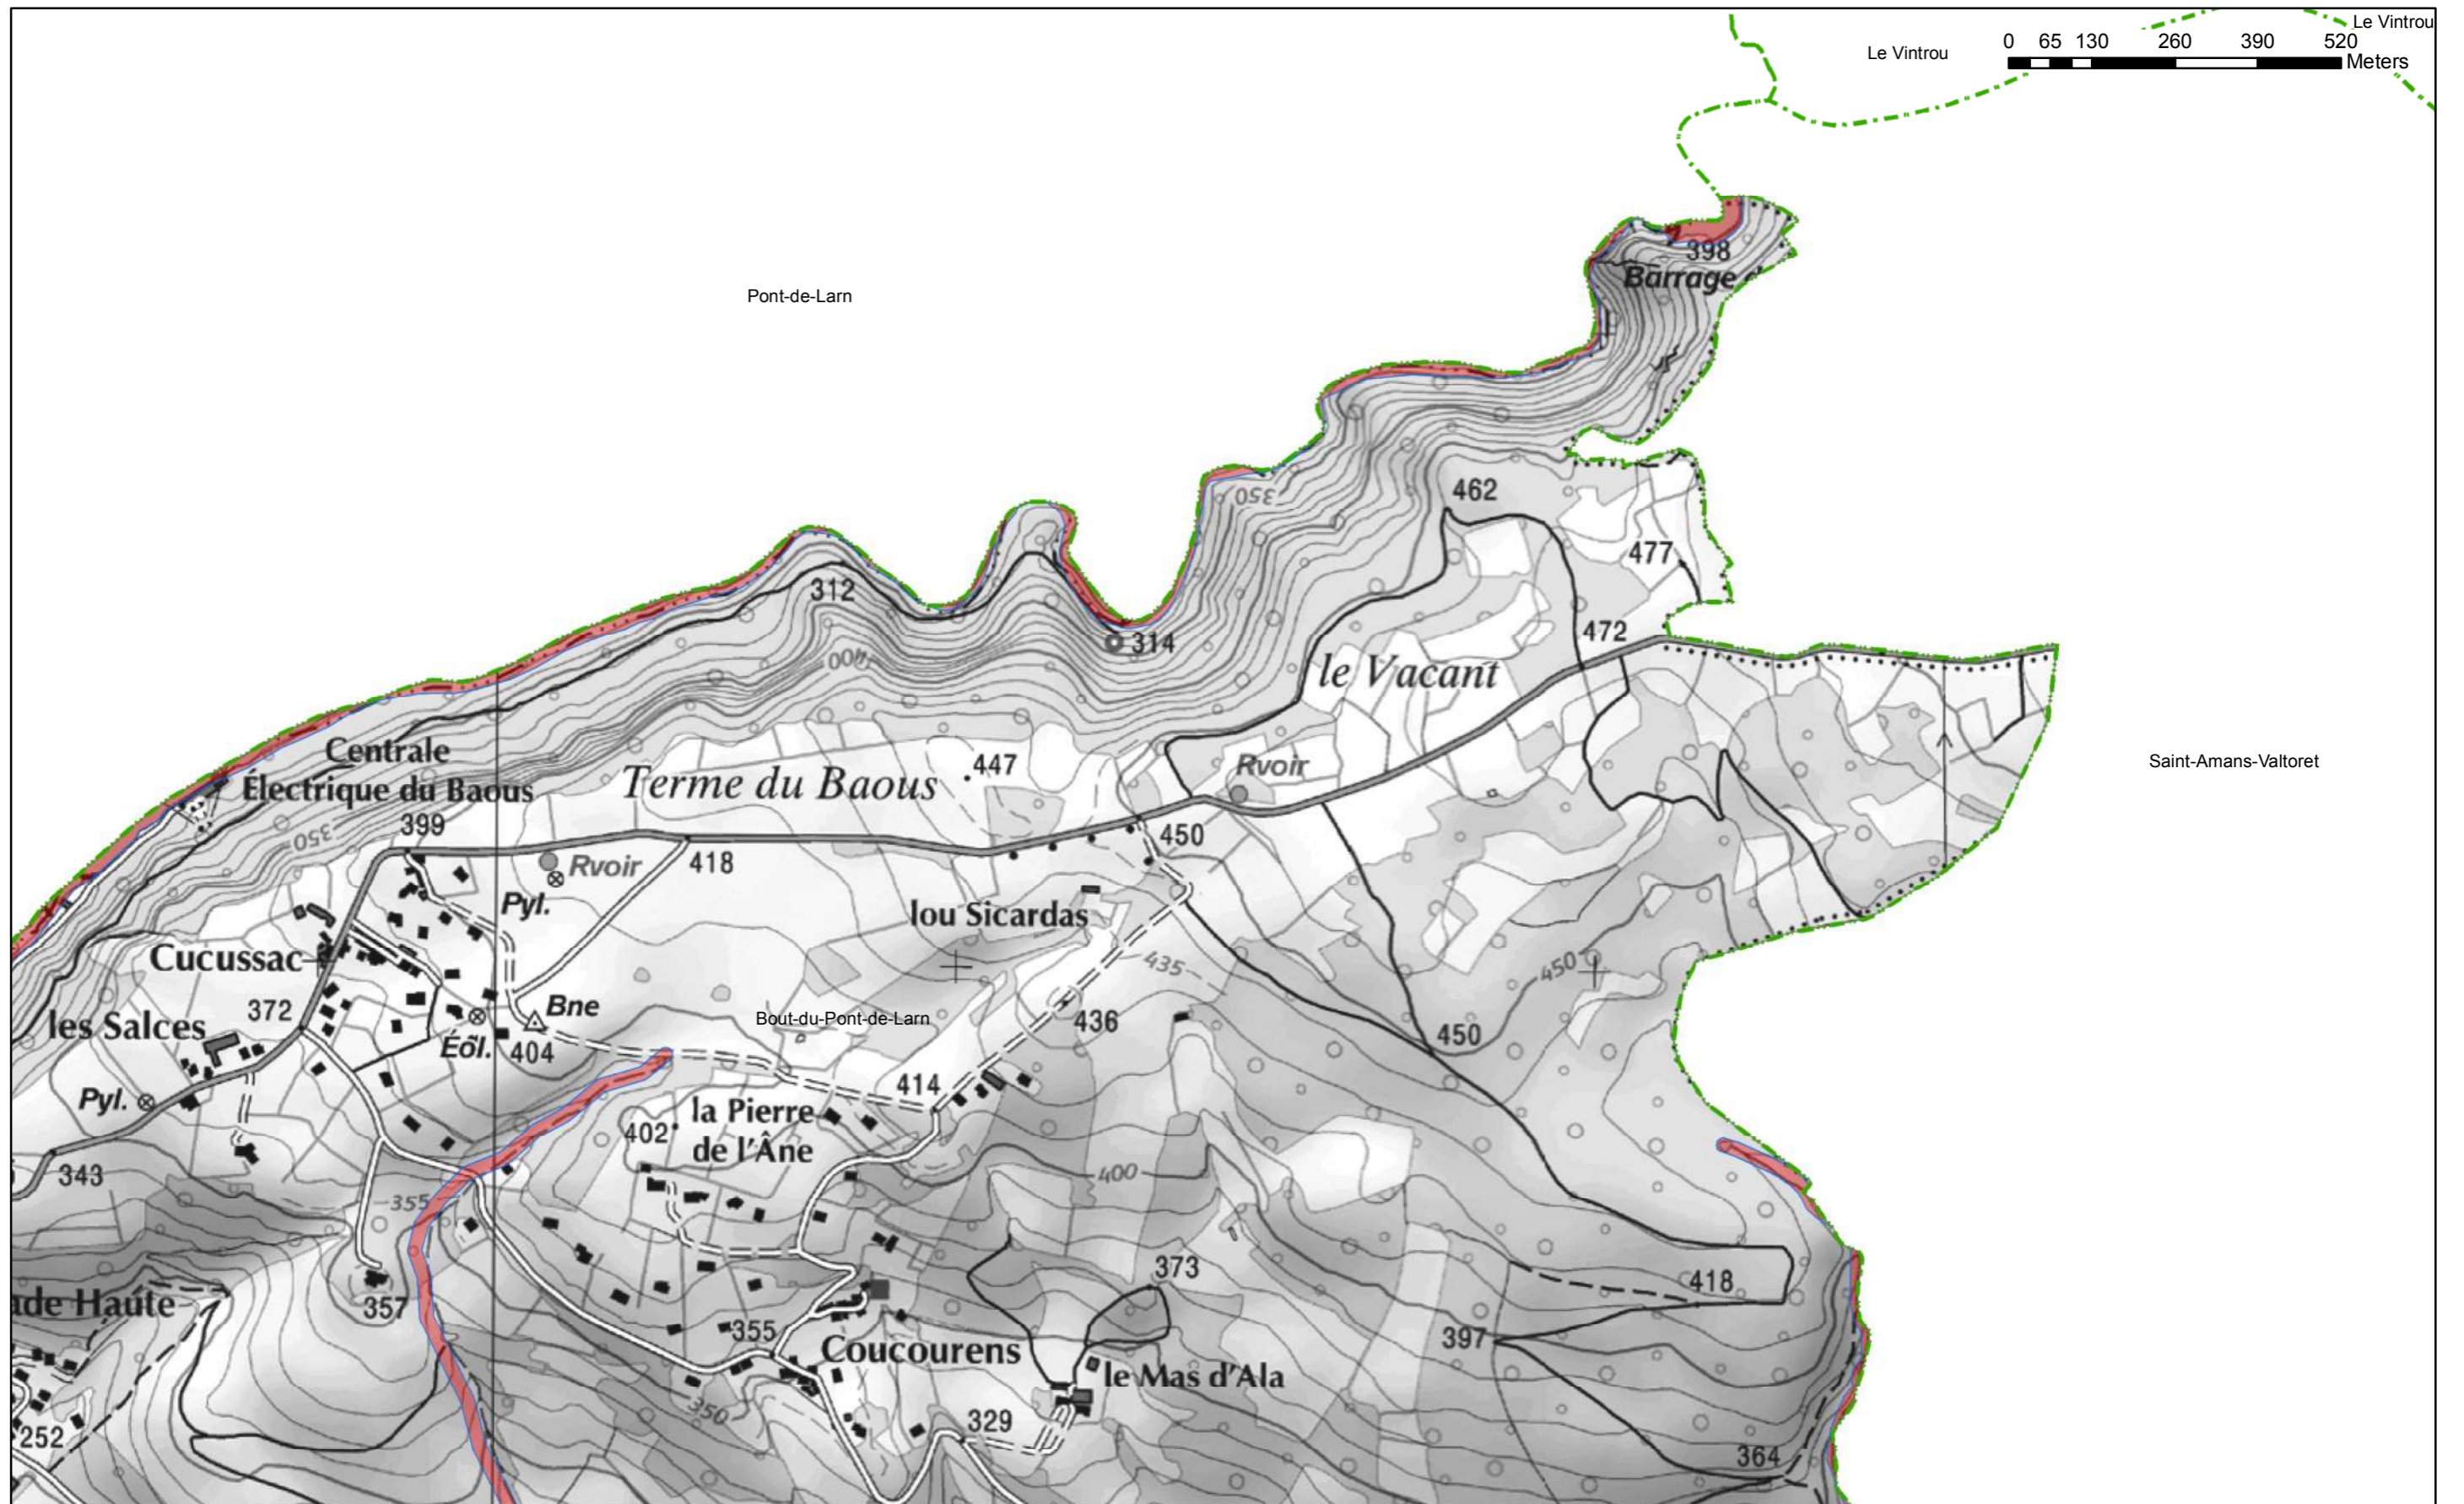 Le Vintrou
Le Vintrou
0 65 130 260 390 520
Meters
398
Barrage d'
Pont-de-Larn
350
462
477
312
314
472
400
le Vacant
Centrale
Électrique du Baous
Terme du Baous
447
Rvoir
Saint-Amans-Valtoret
350
399
450
Rvoir
418
Pyl.
lou Sicardas
Cucussac
435
450
372
Bne
les Salces
Bout-du-Pont-de-Larn
436
450
Éol.
404
Pyl.
414
la Pierre
de l'Âne
402
343
400
355
373
418
ade Haute
357
355
397
Coucourens
le Mas d'Ala
350
329
252
364